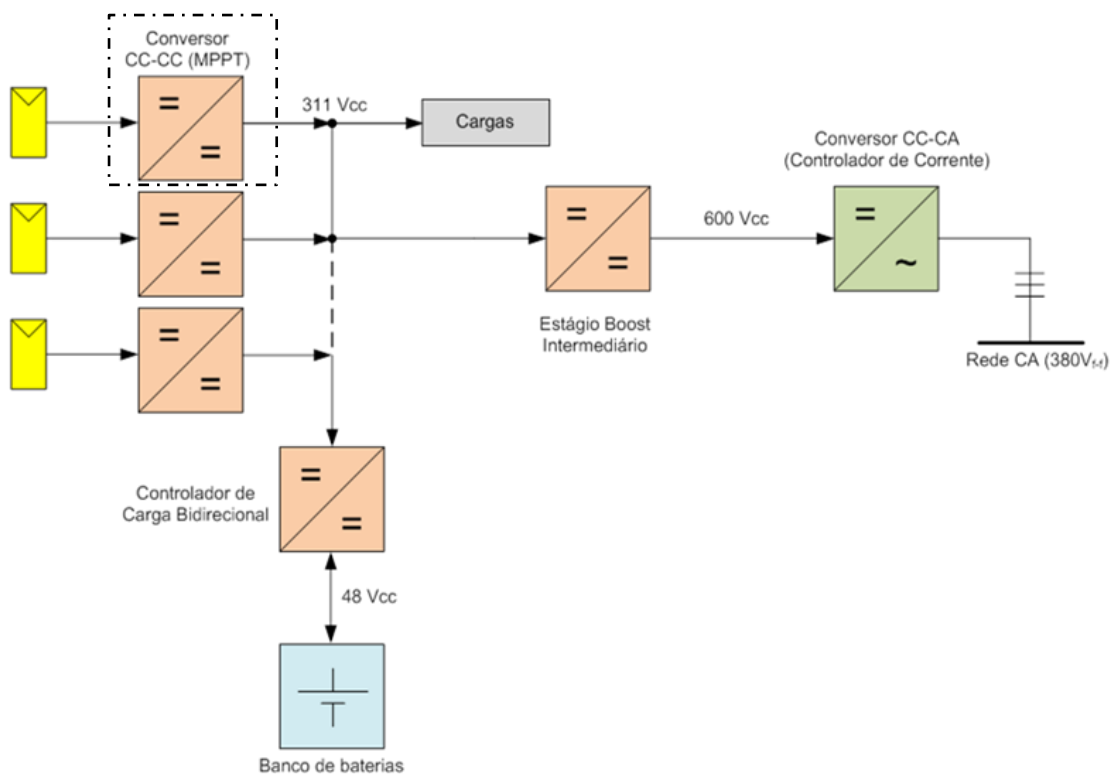 Conversor
CC-CC (MPPT)
311 Vcc
Cargas
Conversor CC-CA
(Controlador de Corrente)
600 Vcc
Estágio Boost
Intermediário
Rede CA (380Vf-f)
Controlador de
Carga Bidirecional
48 Vcc
Banco de baterias